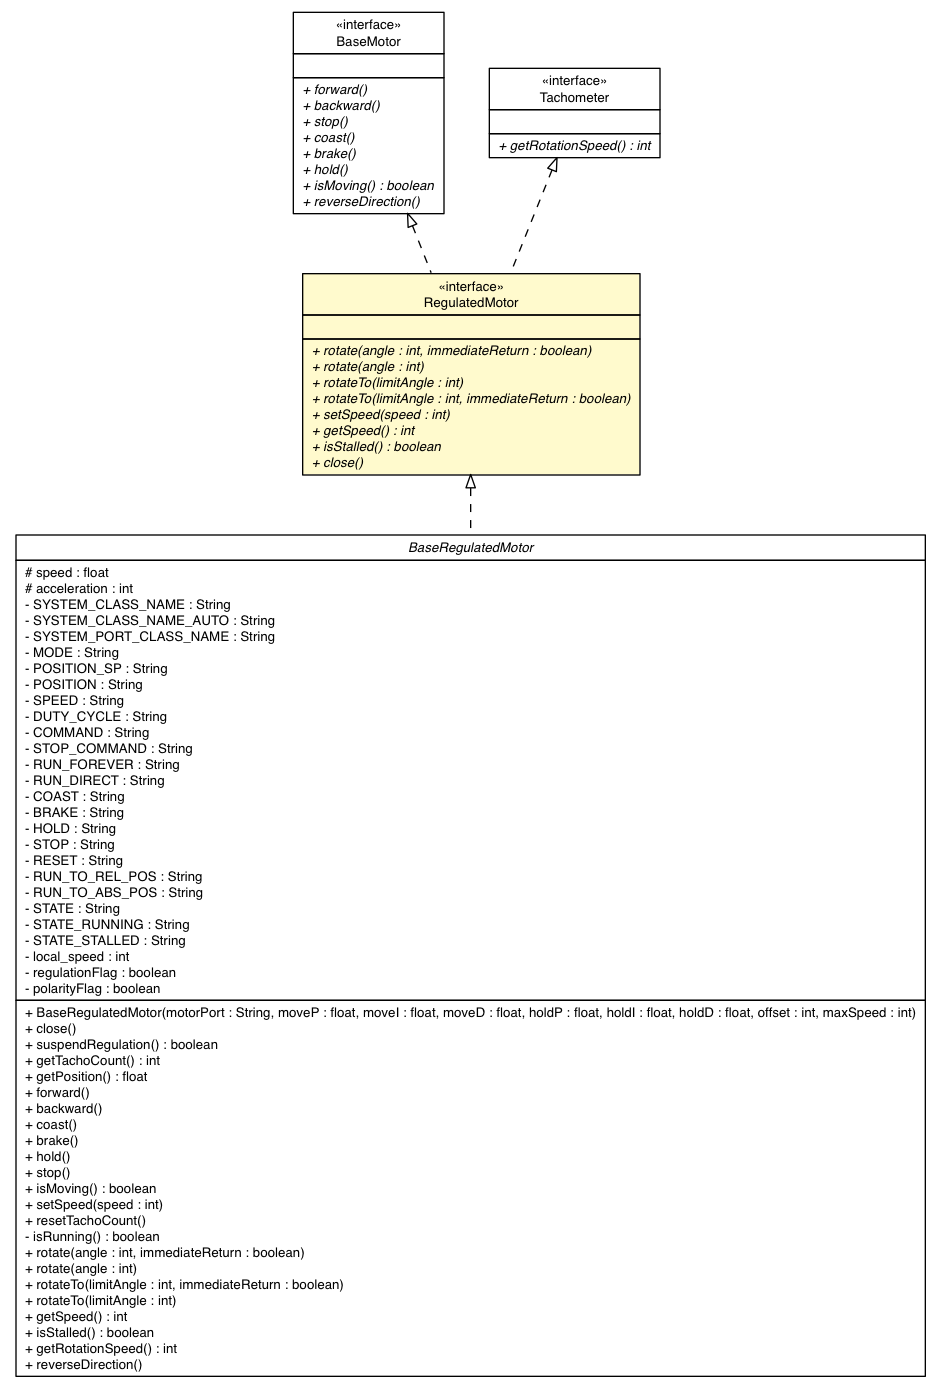 «interface»
BaseMotor
+ forward()
+ backward()
+ stop()
+ coast()
+ brake()
+ hold()
+ isMoving() : boolean
+ reverseDirection()
«interface»
Tachometer
+ getRotationSpeed() : int
«interface»
RegulatedMotor
+ rotate(angle : int, immediateReturn : boolean)
+ rotate(angle : int)
+ rotateTo(limitAngle : int)
+ rotateTo(limitAngle : int, immediateReturn : boolean)
+ setSpeed(speed : int)
+ getSpeed() : int
+ isStalled() : boolean
+ close()
BaseRegulatedMotor
# speed : float
# acceleration : int
- SYSTEM_CLASS_NAME : String
- SYSTEM_CLASS_NAME_AUTO : String
- SYSTEM_PORT_CLASS_NAME : String
- MODE : String
- POSITION_SP : String
- POSITION : String
- SPEED : String
- DUTY_CYCLE : String
- COMMAND : String
- STOP_COMMAND : String
- RUN_FOREVER : String
- RUN_DIRECT : String
- COAST : String
- BRAKE : String
- HOLD : String
- STOP : String
- RESET : String
- RUN_TO_REL_POS : String
- RUN_TO_ABS_POS : String
- STATE : String
- STATE_RUNNING : String
- STATE_STALLED : String
- local_speed : int
- regulationFlag : boolean
- polarityFlag : boolean
+ BaseRegulatedMotor(motorPort : String, moveP : float, moveI : float, moveD : float, holdP : float, holdI : float, holdD : float, offset : int, maxSpeed : int)
+ close()
+ suspendRegulation() : boolean
+ getTachoCount() : int
+ getPosition() : float
+ forward()
+ backward()
+ coast()
+ brake()
+ hold()
+ stop()
+ isMoving() : boolean
+ setSpeed(speed : int)
+ resetTachoCount()
- isRunning() : boolean
+ rotate(angle : int, immediateReturn : boolean)
+ rotate(angle : int)
+ rotateTo(limitAngle : int, immediateReturn : boolean)
+ rotateTo(limitAngle : int)
+ getSpeed() : int
+ isStalled() : boolean
+ getRotationSpeed() : int
+ reverseDirection()